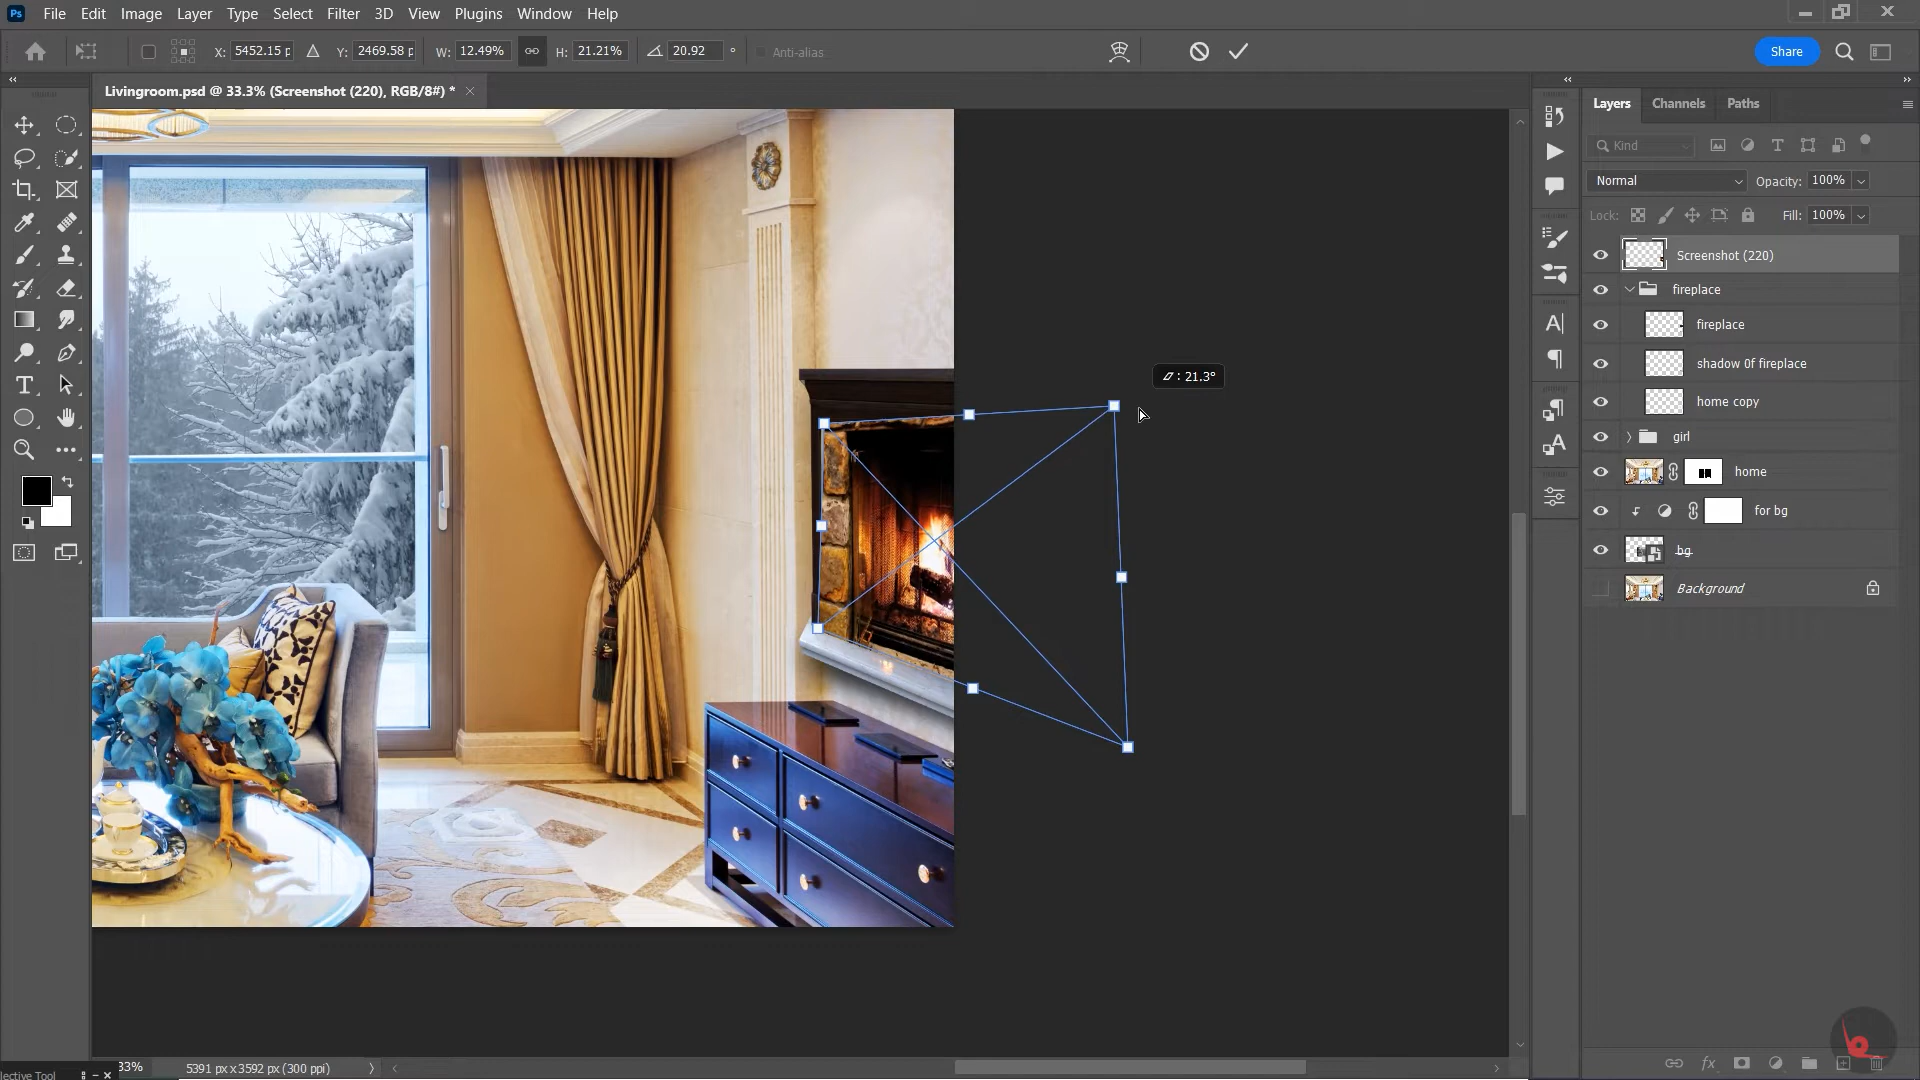 Ps File Edit Image Layer Type Select Filter 3D View Plugins Window Help
X: 5452.15 p Y: 2469.58 p W: 12.49% H: 21.21% 20.92 ° Anti-alias Share
Livingroom.psd @ 33.3% (Screenshot (220), RGB/8#) *
Layers Channels Paths
Kind
Normal Opacity: 100%
Lock: Fill: 100%
Screenshot (220)
fireplace
fireplace
shadow 0f fireplace
: 21.3°
home copy
girl
home
for bg
bg
Background
33% 5391 px x 3592 px (300 ppi)
lective Tool